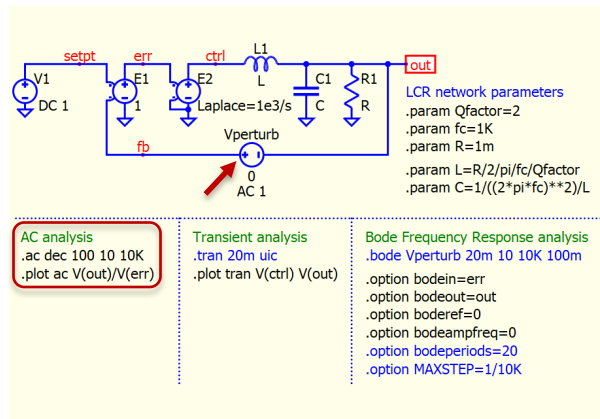 setpt
err
ctrl
L1
L
out
V1
DC 1
E1
1
E2
Laplace=1e3/s
C1
C
R1
R
fb
Vperturb
0
AC 1
LCR network parameters
.param Qfactor=2
.param fc=1K
.param R=1m
.param L=R/2/pi/fc/Qfactor
.param C=1/((2*pi*fc)**2)/L
AC analysis
.ac dec 100 10 10K
.plot ac V(out)/V(err)
Transient analysis
.tran 20m uic
.plot tran V(ctrl) V(out)
Bode Frequency Response analysis
.bode Vperturb 20m 10 10K 100m
.option bodein=err
.option bodeout=out
.option boderef=0
.option bodeampfreq=0
.option bodeperiods=20
.option MAXSTEP=1/10K